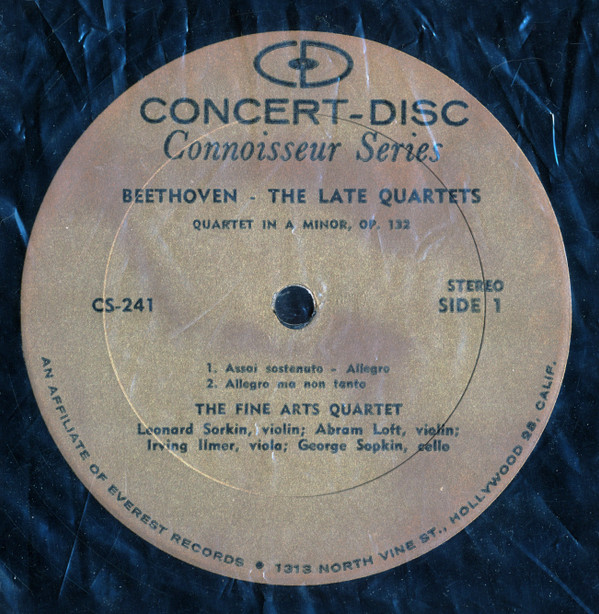 CD
CONCERT-DISC
Connoisseur Series
BEETHOVEN - THE LATE QUARTETS
QUARTET IN A MINOR, OP. 132
CS-241
STEREO
SIDE 1
1. Assai sostenuto - Allegro
2. Allegro ma non tanto
THE FINE ARTS QUARTET
Leonard Sorkin, violin; Abram Loft, violin;
Irving Ilmer, viola; George Sopkin, cello
AN AFFILIATE OF EVEREST RECORDS • 1313 NORTH VINE ST., HOLLYWOOD 28, CALIF.